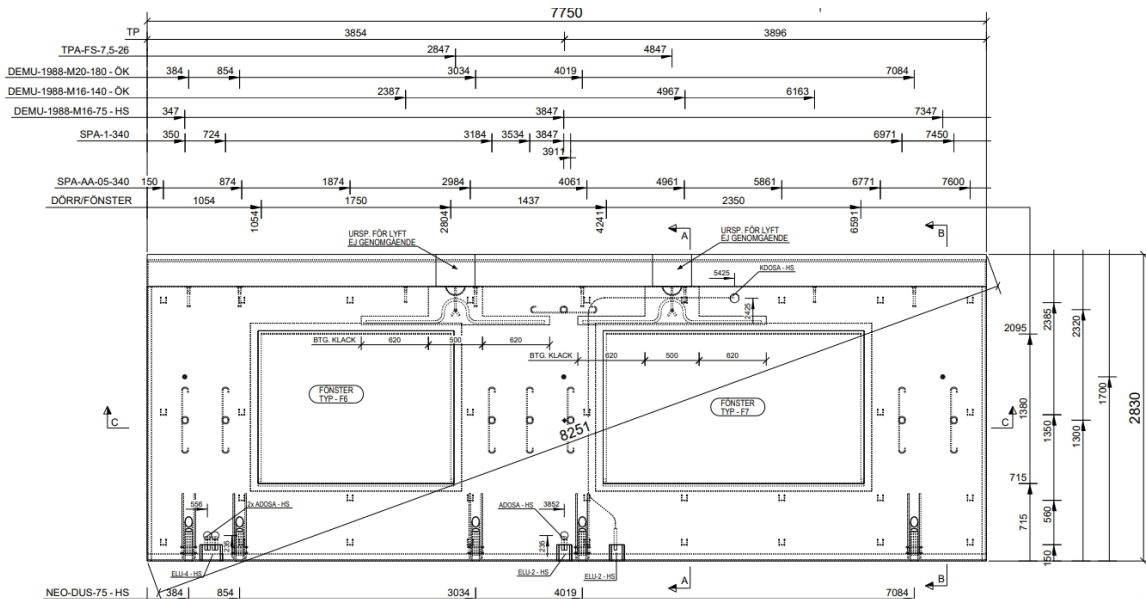 7750
TP 3854 3896
TPA-FS-7,5-26 2847 4847
DEMU-1988-M20-180 - ÖK 384 854 3034 4019 7084
DEMU-1988-M16-140 - ÖK 2387 4967 6163
DEMU-1988-M16-75 - HS 347 3847 7347
SPA-1-340 350 724 3184 3534 3847 6971 7450
3911
SPA-AA-05-340 150 874 1874 2984 4061 4961 5861 6771 7600
DÖRR/FÖNSTER 1054 1750 1437 2350
1054 2804 4241 6591
URSP. FÖR LYFT
EJ GENOMGÅENDE
A
URSP. FÖR LYFT
EJ GENOMGÅENDE
B
5425
KDOSA - HS
2425
2095
2385
2320
BTG. KLACK 620 500 620
BTG. KLACK 620 500 620
FÖNSTER
TYP - F6
FÖNSTER
TYP - F7
C
8251
C
1380
1350
1300
1700
2830
715
556
2x ADOSA - HS
3852
ADOSA - HS
235
235
715
560
150
ELU-4 - HS
ELU-2 - HS
ELU-2 - HS
A
B
NEO-DUS-75 - HS 384 854 3034 4019 7084